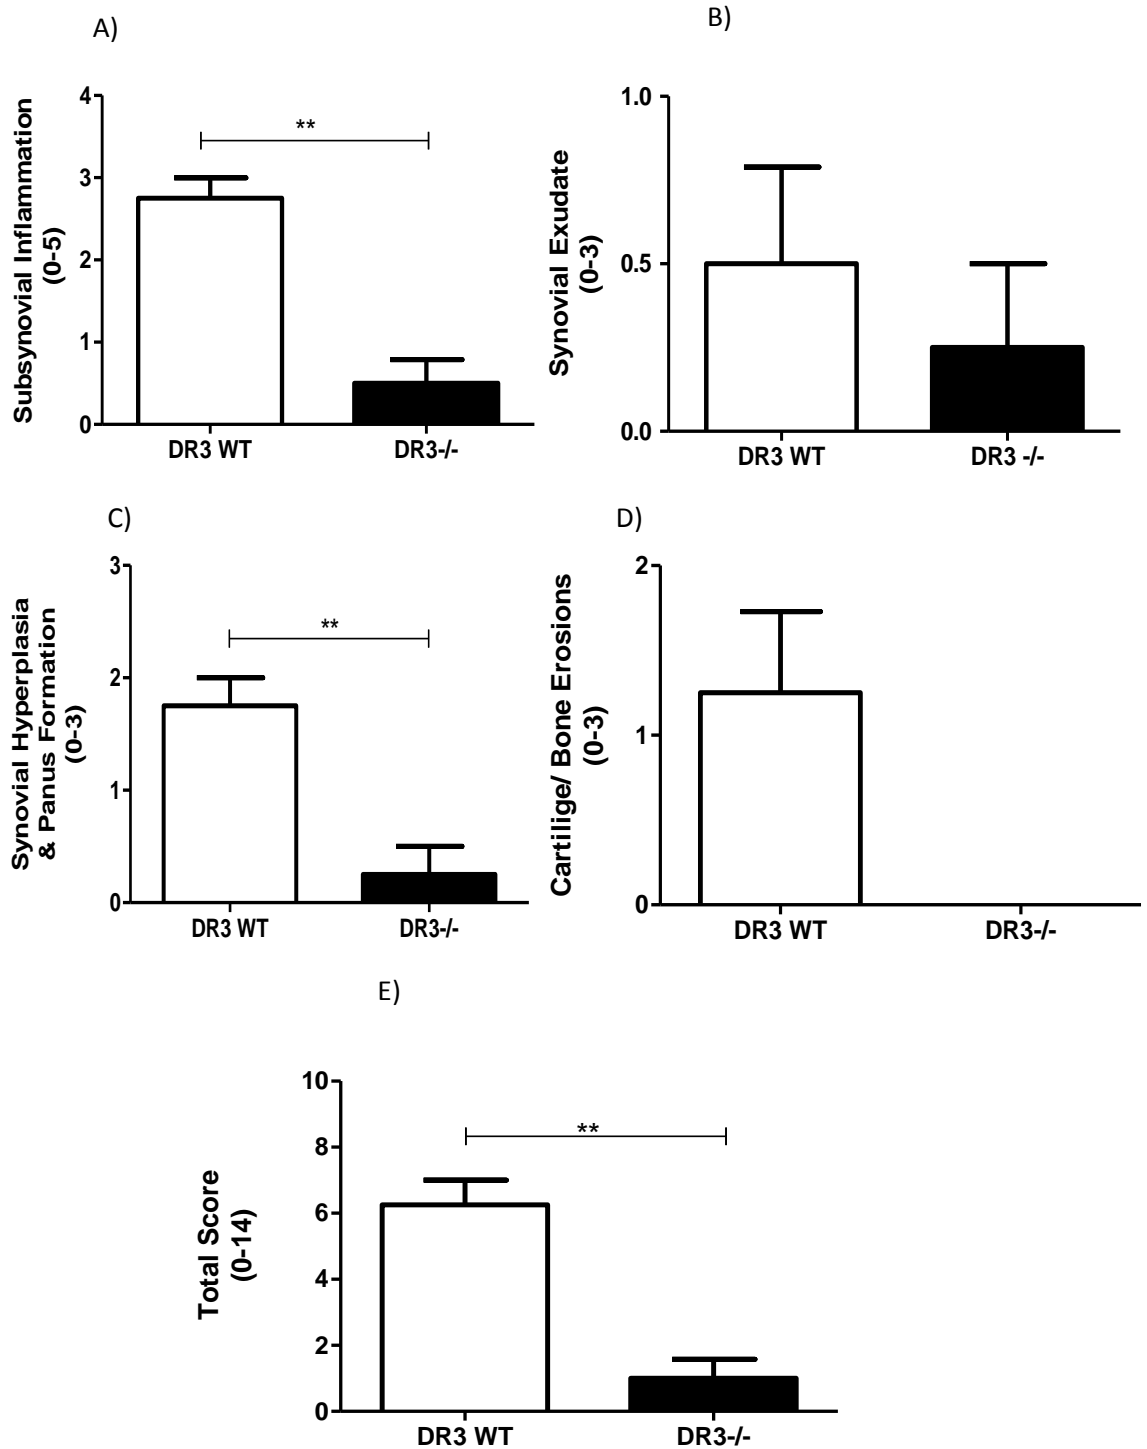 A)
Subsynovial Inflammation
(0-5)
4
3
2
1
0
**
DR3 WT
DR3-/-
B)
Synovial Exudate
(0-3)
1.0
0.5
0.0
DR3 WT
DR3 -/-
C)
Synovial Hyperplasia
& Panus Formation
(0-3)
3
2
1
0
**
DR3 WT
DR3-/-
D)
Cartilige/ Bone Erosions
(0-3)
2
1
0
DR3 WT
DR3-/-
E)
Total Score
(0-14)
10
8
6
4
2
0
**
DR3 WT
DR3-/-